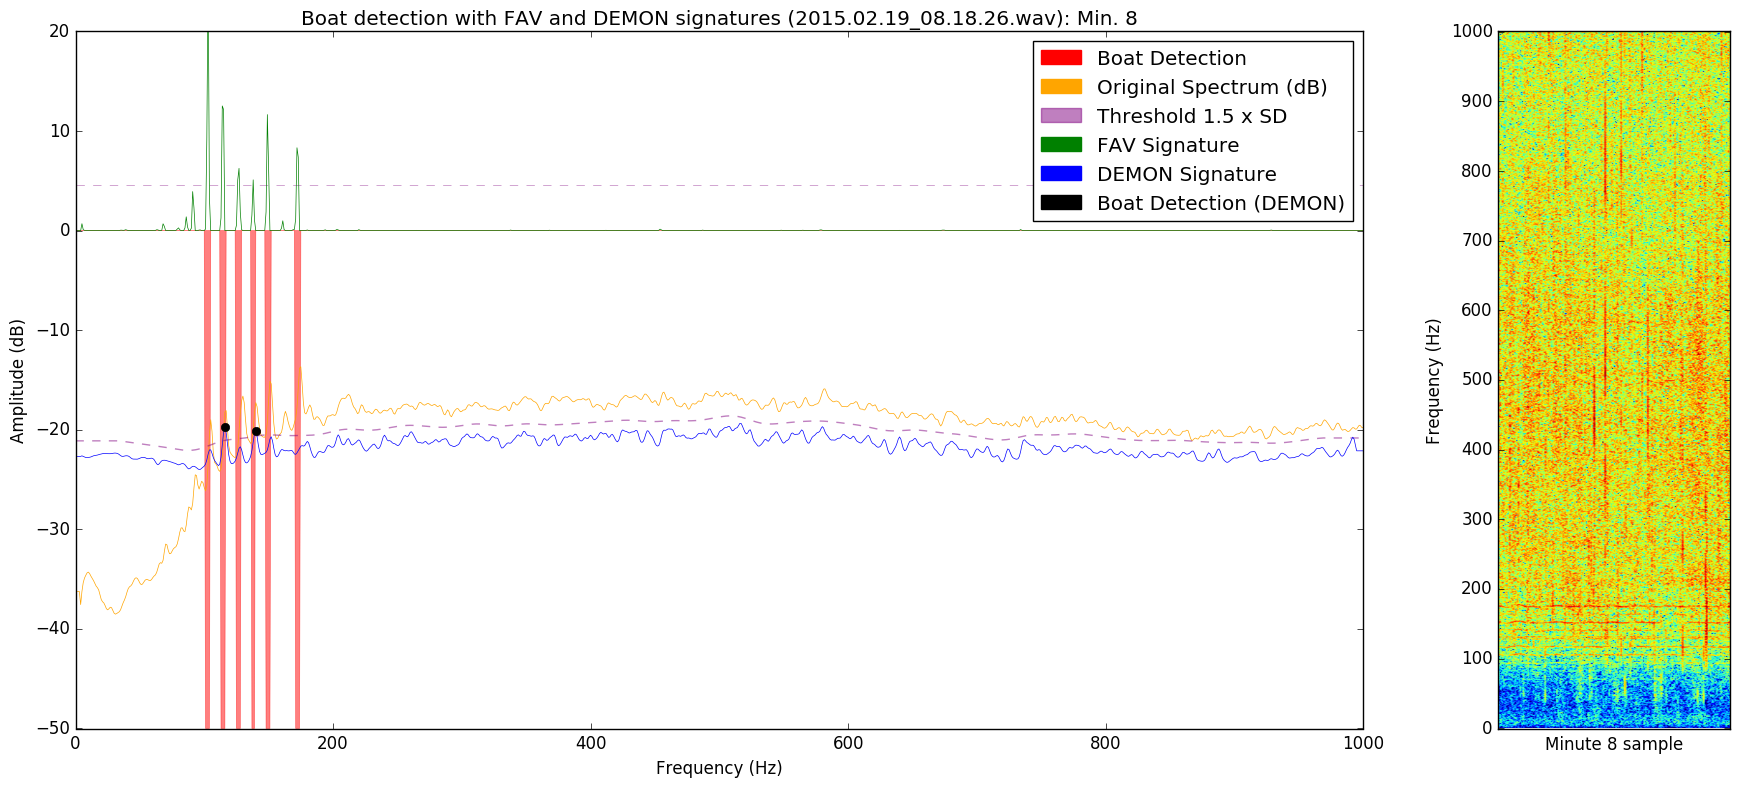 Boat detection with FAV and DEMON signatures (2015.02.19_08.18.26.wav): Min. 8
20
10
0
−10
−20
−30
−40
−50
Amplitude (dB)
0
200
400
600
800
1000
Frequency (Hz)
Boat Detection
Original Spectrum (dB)
Threshold 1.5 x SD
FAV Signature
DEMON Signature
Boat Detection (DEMON)
1000
900
800
700
600
500
400
300
200
100
0
Frequency (Hz)
Minute 8 sample